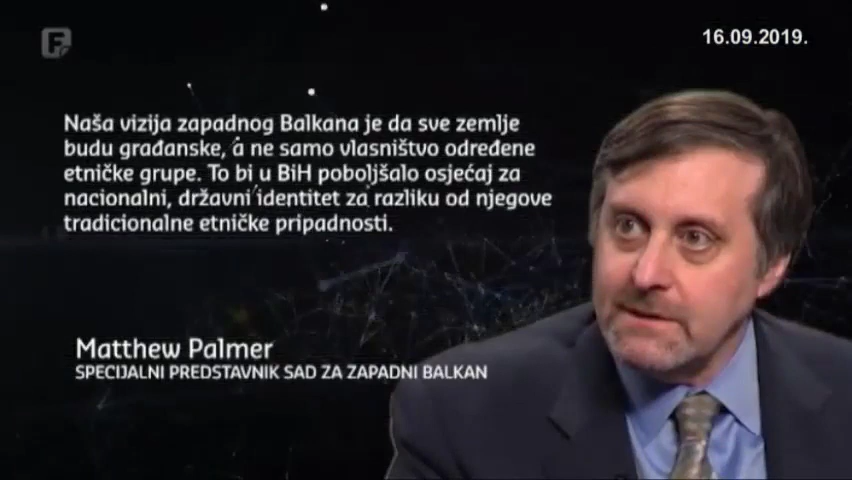 F
16.09.2019.
Naša vizija zapadnog Balkana je da sve zemlje
budu građanske, a ne samo vlasništvo određene
etničke grupe. To bi u BiH poboljšalo osjećaj za
nacionalni, državni identitet za razliku od njegove
tradicionalne etničke pripadnosti.
Matthew Palmer
SPECIJALNI PREDSTAVNIK SAD ZA ZAPADNI BALKAN